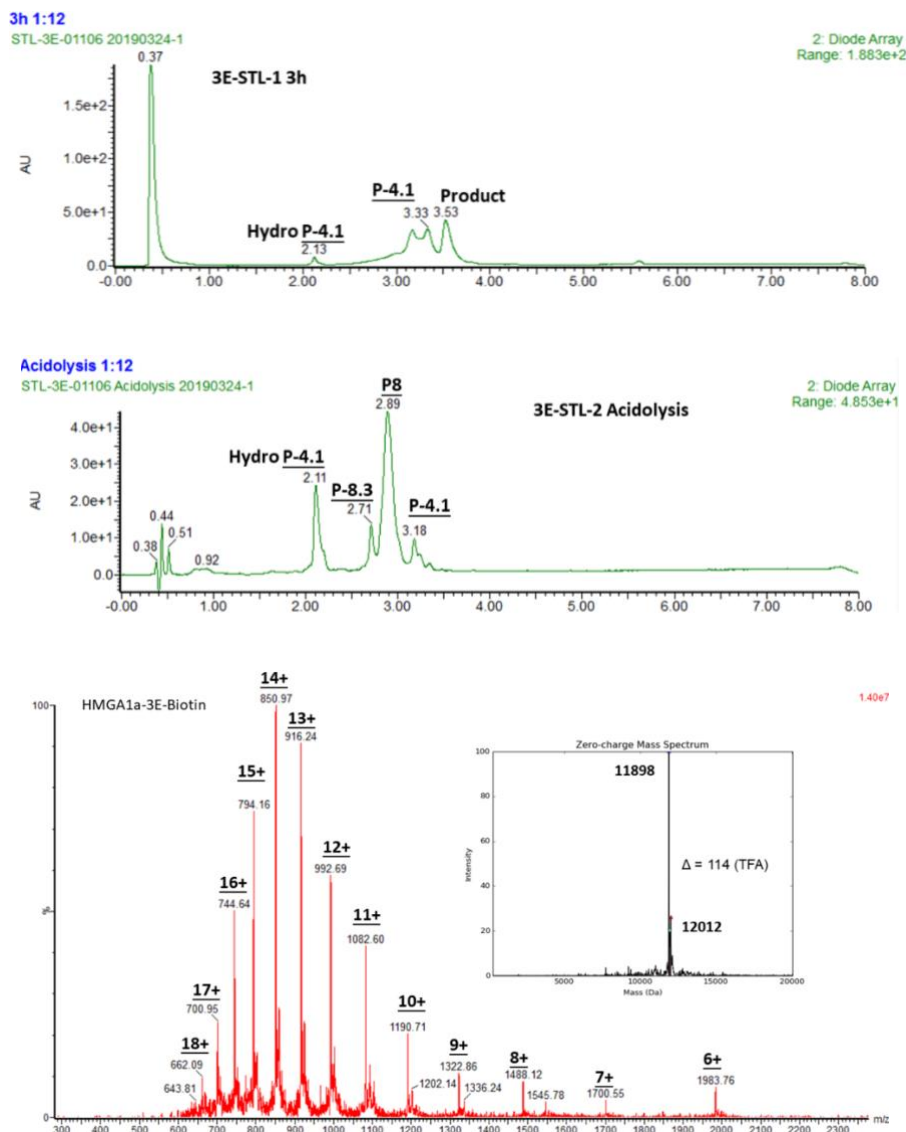 3h 1:12
STL-3E-01106 20190324-1
2: Diode Array
Range: 1.883e+2
0.37
3E-STL-1 3h
1.5e+2
1.0e+2
5.0e+1
0.0
AU
P-4.1
Product
3.33
3.53
Hydro P-4.1
2.13
-0.00 1.00 2.00 3.00 4.00 5.00 6.00 7.00 8.00
Acidolysis 1:12
STL-3E-01106 Acidolysis 20190324-1
2: Diode Array
Range: 4.853e+1
P8
2.89
3E-STL-2 Acidolysis
4.0e+1
3.0e+1
2.0e+1
1.0e+1
0.0
AU
Hydro P-4.1
2.11
P-8.3
2.71
P-4.1
3.18
0.44
0.38
0.51
0.92
-0.00 1.00 2.00 3.00 4.00 5.00 6.00 7.00 8.00
HMGA1a-3E-Biotin
1.40e7
100
%
0
14+
850.97
13+
916.24
15+
794.16
12+
992.69
16+
744.64
11+
1082.60
17+
700.95
10+
1190.71
18+
662.09
643.81
1202.14
9+
1322.86
1336.24
8+
1488.12
1545.78
7+
1700.55
6+
1983.76
300 400 500 600 700 800 900 1000 1100 1200 1300 1400 1500 1600 1700 1800 1900 2000 2100 2200 2300
m/z
Zero-charge Mass Spectrum
11898
Δ = 114 (TFA)
12012
Intensity
100
80
60
40
20
0
5000 10000 15000 20000
Mass (Da)